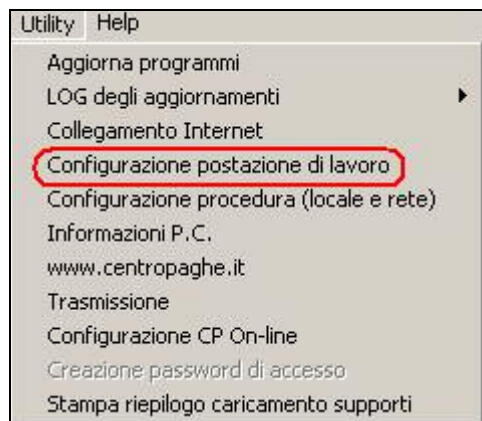 Utility Help
Aggiorna programmi
LOG degli aggiornamenti
Collegamento Internet
Configurazione postazione di lavoro
Configurazione procedura (locale e rete)
Informazioni P.C.
www.centropaghe.it
Trasmissione
Configurazione CP On-line
Creazione password di accesso
Stampa riepilogo caricamento supporti